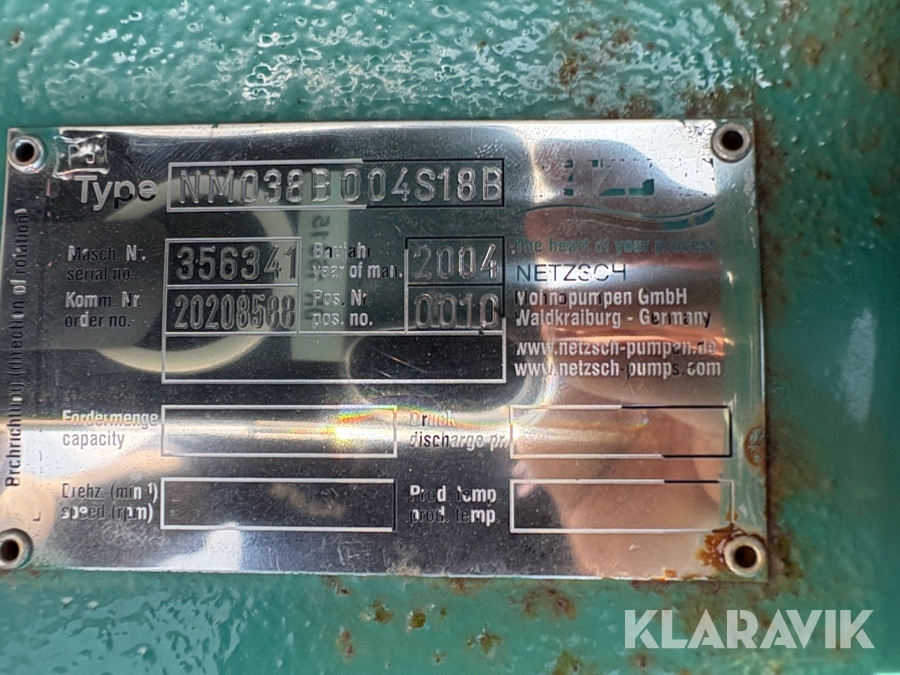 Type NM038B004S18B
Masch. Nr. 356341 Baujahr 2004
serial no. year of man.
The heart of your process
NETZSCH
Komm. Nr. 20208588 Pos. Nr. 0010
order no. pos. no.
Mohnopumpen GmbH
Waldkraiburg - Germany
www.netzsch-pumpen.de
www.netzsch-pumps.com
Fördermenge Druck
capacity discharge pr.
Drehz. (min-1) Prod. temp
speed (rpm) prod. temp
Drehrichtung (direction of rotation)
KLARAVIK